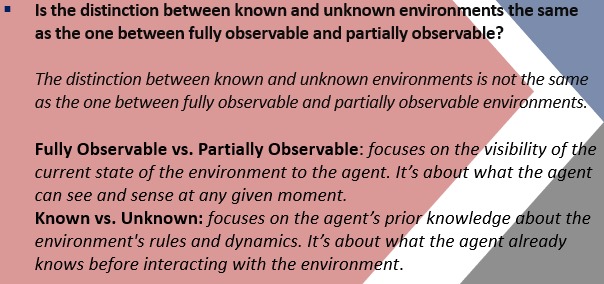 ▪ Is the distinction between known and unknown environments the same
as the one between fully observable and partially observable?
The distinction between known and unknown environments is not the same
as the one between fully observable and partially observable environments.
Fully Observable vs. Partially Observable: focuses on the visibility of the
current state of the environment to the agent. It’s about what the agent
can see and sense at any given moment.
Known vs. Unknown: focuses on the agent’s prior knowledge about the
environment's rules and dynamics. It’s about what the agent already
knows before interacting with the environment.